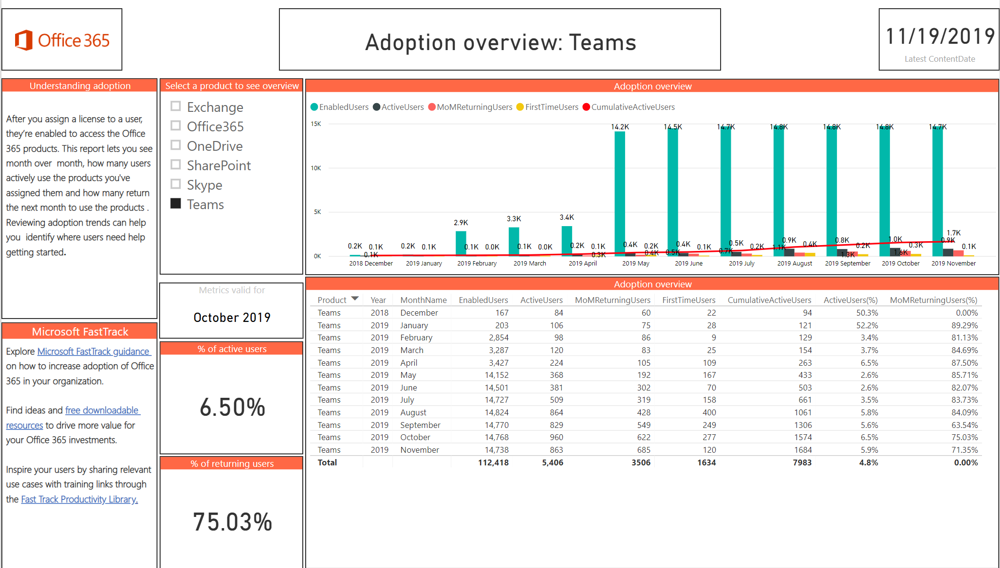 Office 365
Adoption overview: Teams
11/19/2019
Latest ContentDate
Understanding adoption
After you assign a license to a user,
they're enabled to access the Office
365 products. This report lets you see
month over  month, how many users
actively use the products you've
assigned them and how many return
the next month to use the products .
Reviewing adoption trends can help
you  identify where users need help
getting started.
Microsoft FastTrack
Explore Microsoft FastTrack guidance
on how to increase adoption of Office
365 in your organization.
Find ideas and free downloadable
resources to drive more value for
your Office 365 investments.
Inspire your users by sharing relevant
use cases with training links through
the Fast Track Productivity Library.
Select a product to see overview
Exchange
Office365
OneDrive
SharePoint
Skype
Teams
Metrics valid for
October 2019
% of active users
6.50%
% of returning users
75.03%
Adoption overview
EnabledUsers ActiveUsers MoMReturningUsers FirstTimeUsers CumulativeActiveUsers
15K
10K
5K
0K
0.2K 0.1K 0.1K
0.2K 0.1K
2.9K 0.1K 0.0K
3.3K 0.1K 0.0K
3.4K 0.2K 0.1K 0.3K
14.2K 0.4K 0.2K 0.4K
14.5K 0.4K 0.1K 0.5K
14.7K 0.5K 0.2K 0.7K
14.8K 0.9K 0.4K 1.1K
14.8K 0.8K 0.2K 1.3K
14.8K 1.0K 0.3K 1.6K
14.7K 0.9K 0.1K 1.7K
2018 December 2019 January 2019 February 2019 March 2019 April 2019 May 2019 June 2019 July 2019 August 2019 September 2019 October 2019 November
Adoption overview
Product Year MonthName EnabledUsers ActiveUsers MoMReturningUsers FirstTimeUsers CumulativeActiveUsers ActiveUsers(%) MoMReturningUsers(%)
Teams 2018 December 167 84 60 22 94 50.3% 0.00%
Teams 2019 January 203 106 75 28 121 52.2% 89.29%
Teams 2019 February 2,854 98 86 9 129 3.4% 81.13%
Teams 2019 March 3,287 120 83 25 154 3.7% 84.69%
Teams 2019 April 3,427 224 105 109 263 6.5% 87.50%
Teams 2019 May 14,152 368 192 167 433 2.6% 85.71%
Teams 2019 June 14,501 381 302 70 503 2.6% 82.07%
Teams 2019 July 14,727 509 319 158 661 3.5% 83.73%
Teams 2019 August 14,824 864 428 400 1061 5.8% 84.09%
Teams 2019 September 14,770 829 549 249 1306 5.6% 63.54%
Teams 2019 October 14,768 960 622 277 1574 6.5% 75.03%
Teams 2019 November 14,738 863 685 120 1684 5.9% 71.35%
Total 112,418 5,406 3506 1634 7983 4.8% 0.00%